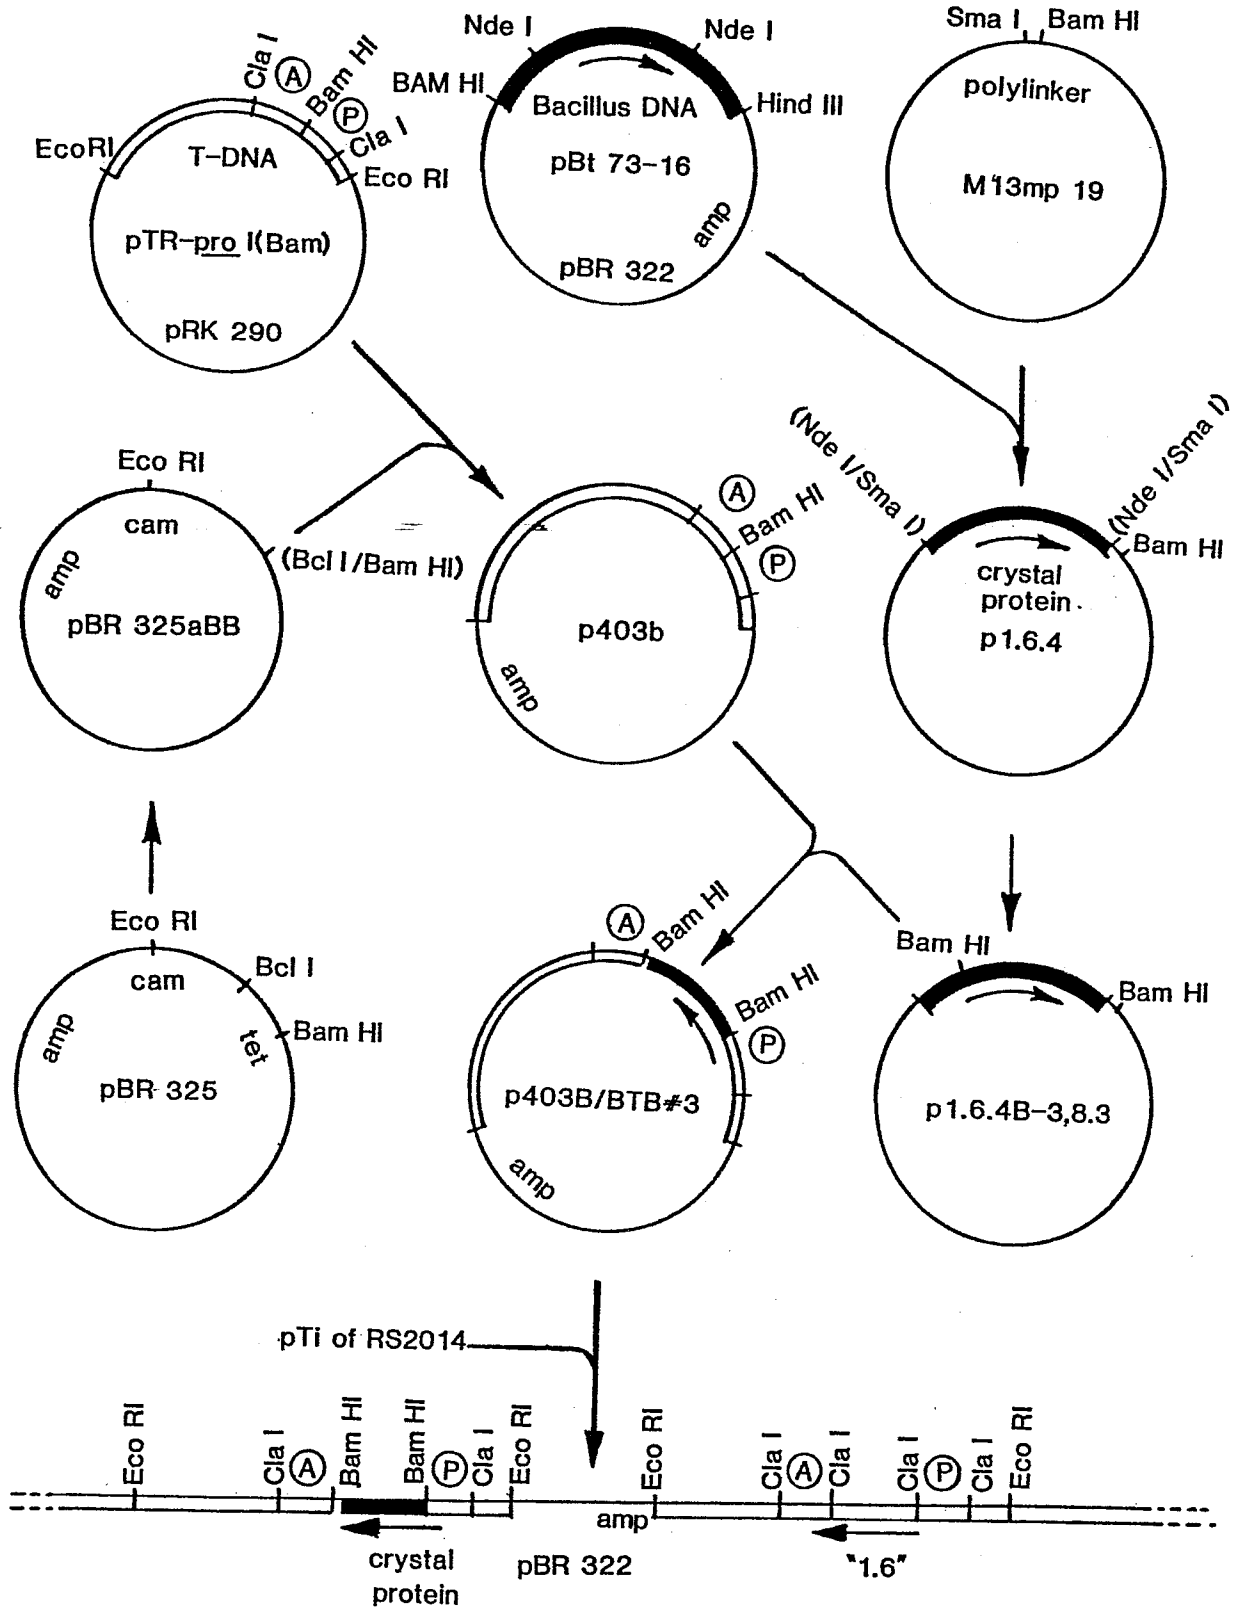 Cla I
A
Bam HI
P
Cla I
Eco RI
EcoRI
T-DNA
pTR-pro I(Bam)
pRK 290
Nde I
Nde I
BAM HI
Hind III
Bacillus DNA
pBt 73-16
amp
pBR 322
Sma I
Bam HI
polylinker
M13mp 19
Eco RI
cam
amp
(Bcl I/Bam HI)
pBR 325aBB
A
Bam HI
P
p403b
amp
(Nde I/Sma I)
(Nde I/Sma I)
Bam HI
crystal
protein
p1.6.4
Eco RI
cam
Bcl I
amp
tet
Bam HI
pBR 325
A
Bam HI
Bam HI
P
p403B/BTB#3
amp
Bam HI
Bam HI
p1.6.4B-3,8.3
pTi of RS2014
Eco RI
Cla I
A
Bam HI
Bam HI
P
Cla I
Eco RI
Eco RI
Cla I
A
Cla I
Cla I
P
Cla I
Eco RI
amp
crystal
protein
pBR 322
"1.6"